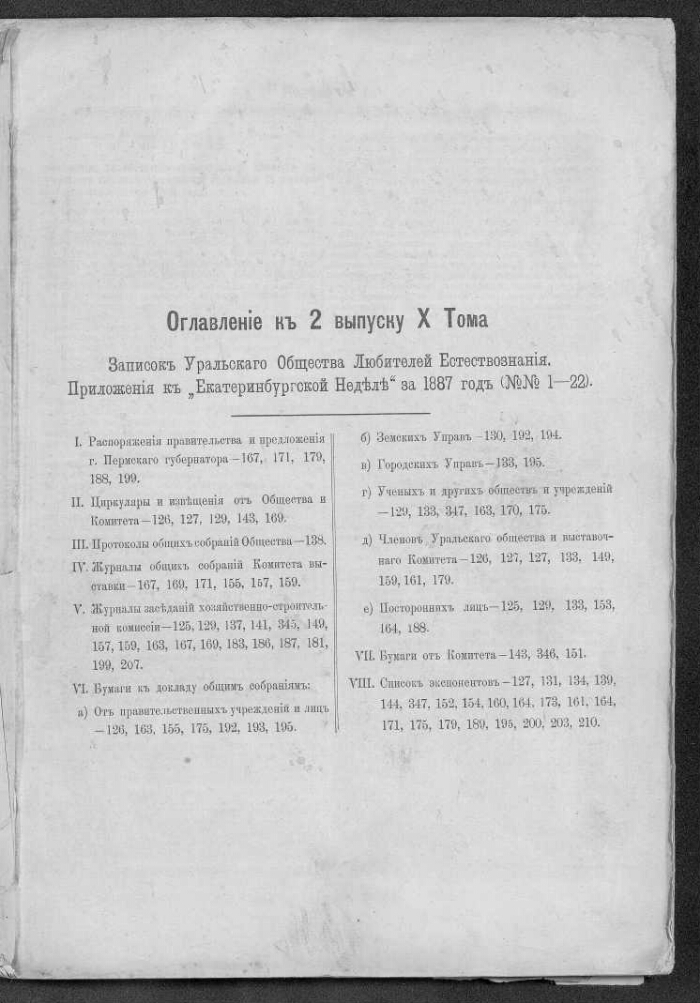 Оглавленіе къ 2 выпуску X Тома
Записокъ Уральскаго Общества Любителей Естествознанія.
Приложенія къ „Екатеринбургской Недѣлѣ“ за 1887 годъ (№№ 1—22).
I. Распоряженія правительства и предложенія
г. Пермскаго губернатора—167, 171, 179,
188, 199.
II. Циркуляры и извѣщенія отъ Общества и
Комитета—126, 127, 129, 143, 169.
III. Протоколы общихъ собраній Общества—138.
IV. Журналы общихъ собраній Комитета вы-
ставки—167, 169, 171, 155, 157, 159.
V. Журналы засѣданій хозяйственно-строитель-
ной комиссіи—125, 129, 137, 141, 345, 149,
157, 159, 163, 167, 169, 183, 186, 187, 181,
199, 207.
VI. Бумаги къ докладу общимъ собраніямъ:
а) Отъ правительственныхъ учрежденій и лицъ
—126, 163, 155, 175, 192, 193, 195.
б) Земскихъ Управъ—130, 192, 194.
в) Городскихъ Управъ—133, 195.
г) Ученыхъ и другихъ обществъ и учрежденій
—129, 133, 347, 163, 170, 175.
д) Членовъ Уральскаго общества и выставоч-
наго Комитета—126, 127, 127, 133, 149,
159, 161, 179.
е) Постороннихъ лицъ—125, 129, 133, 153,
164, 188.
VII. Бумаги отъ Комитета—143, 346, 151.
VIII. Списокъ экспонентовъ—127, 131, 134, 139,
144, 347, 152, 154, 160, 164, 173, 161, 164,
171, 175, 179, 189, 195, 200, 203, 210.